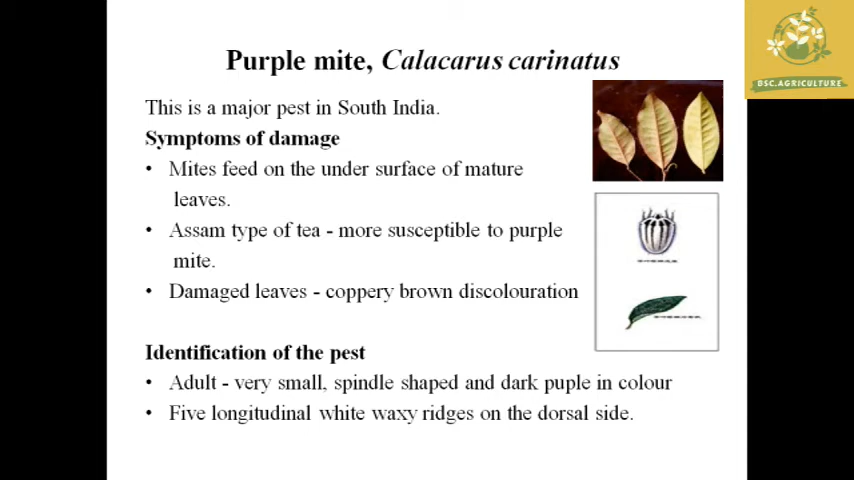 Purple mite, Calacarus carinatus
BSC.AGRICULTURE
This is a major pest in South India.
Symptoms of damage
• Mites feed on the under surface of mature
leaves.
• Assam type of tea - more susceptible to purple
mite.
• Damaged leaves - coppery brown discolouration
Identification of the pest
• Adult - very small, spindle shaped and dark puple in colour
• Five longitudinal white waxy ridges on the dorsal side.